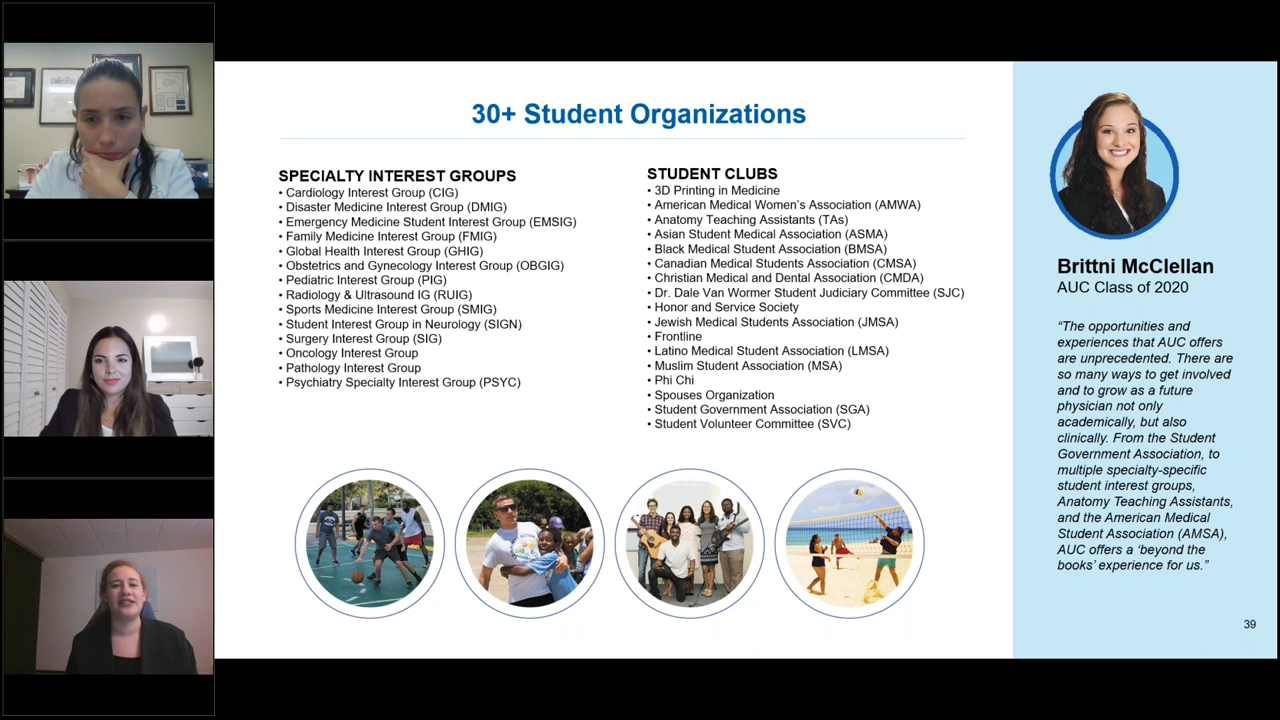 30+ Student Organizations
SPECIALTY INTEREST GROUPS
• Cardiology Interest Group (CIG)
• Disaster Medicine Interest Group (DMIG)
• Emergency Medicine Student Interest Group (EMSIG)
• Family Medicine Interest Group (FMIG)
• Global Health Interest Group (GHIG)
• Obstetrics and Gynecology Interest Group (OBGIG)
• Pediatric Interest Group (PIG)
• Radiology & Ultrasound IG (RUIG)
• Sports Medicine Interest Group (SMIG)
• Student Interest Group in Neurology (SIGN)
• Surgery Interest Group (SIG)
• Oncology Interest Group
• Pathology Interest Group
• Psychiatry Specialty Interest Group (PSYC)
STUDENT CLUBS
• 3D Printing in Medicine
• American Medical Women's Association (AMWA)
• Anatomy Teaching Assistants (TAs)
• Asian Student Medical Association (ASMA)
• Black Medical Student Association (BMSA)
• Canadian Medical Students Association (CMSA)
• Christian Medical and Dental Association (CMDA)
• Dr. Dale Van Wormer Student Judiciary Committee (SJC)
• Honor and Service Society
• Jewish Medical Students Association (JMSA)
• Frontline
• Latino Medical Student Association (LMSA)
• Muslim Student Association (MSA)
• Phi Chi
• Spouses Organization
• Student Government Association (SGA)
• Student Volunteer Committee (SVC)
Brittni McClellan
AUC Class of 2020
“The opportunities and
experiences that AUC offers
are unprecedented. There are
so many ways to get involved
and to grow as a future
physician not only
academically, but also
clinically. From the Student
Government Association, to
multiple specialty-specific
student interest groups,
Anatomy Teaching Assistants,
and the American Medical
Student Association (AMSA),
AUC offers a ‘beyond the
books’ experience for us.”
39